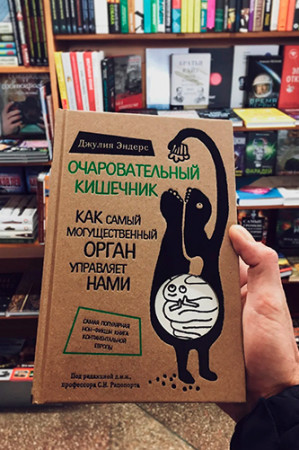 Джулия Эндерс
ОЧАРОВАТЕЛЬНЫЙ
КИШЕЧНИК
КАК САМЫЙ
МОГУЩЕСТВЕННЫЙ
ОРГАН
УПРАВЛЯЕТ
НАМИ
САМАЯ ПОПУЛЯРНАЯ
НОН-ФИКШН КНИГА
КОНТИНЕНТАЛЬНОЙ
ЕВРОПЫ
Под редакцией д.м.н.,
профессора С.И. Рапопорта
БРАТЬЯ